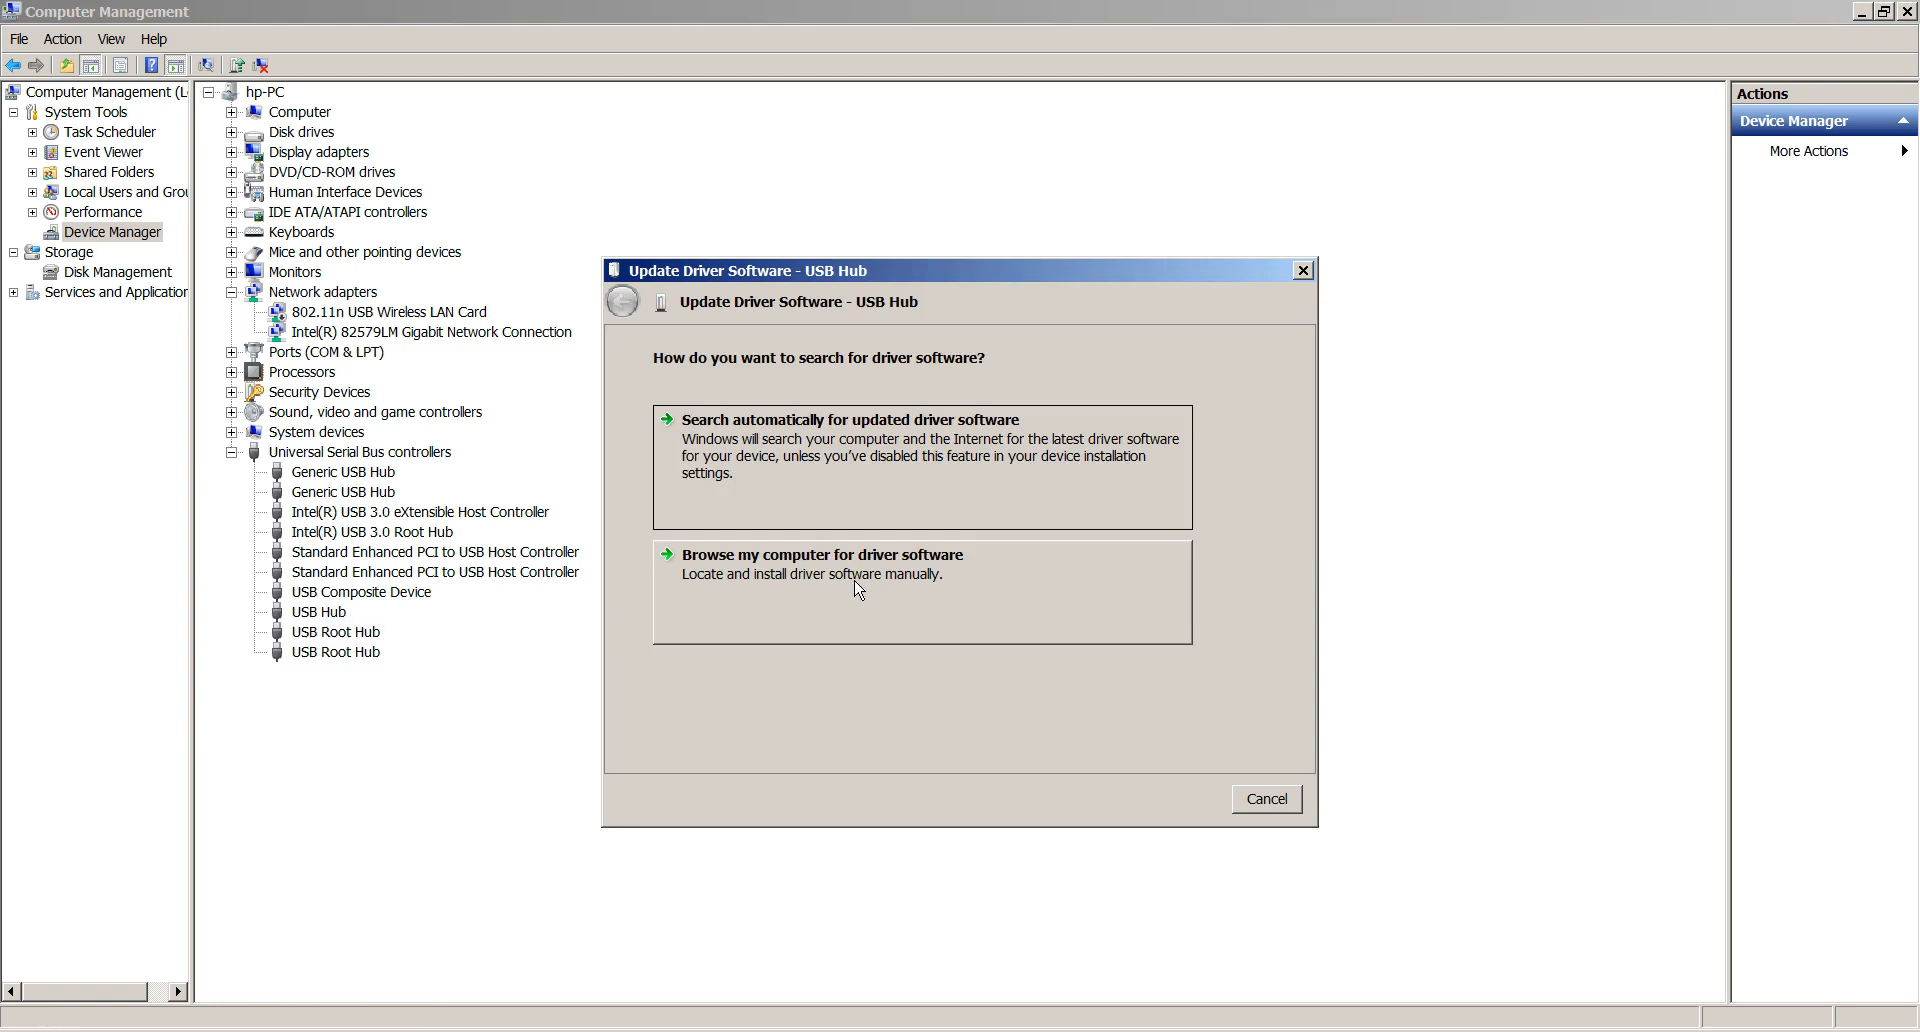 Computer Management
File Action View Help
Computer Management (L
System Tools
Task Scheduler
Event Viewer
Shared Folders
Local Users and Grou
Performance
Device Manager
Storage
Disk Management
Services and Application
hp-PC
Computer
Disk drives
Display adapters
DVD/CD-ROM drives
Human Interface Devices
IDE ATA/ATAPI controllers
Keyboards
Mice and other pointing devices
Monitors
Network adapters
802.11n USB Wireless LAN Card
Intel(R) 82579LM Gigabit Network Connection
Ports (COM & LPT)
Processors
Security Devices
Sound, video and game controllers
System devices
Universal Serial Bus controllers
Generic USB Hub
Generic USB Hub
Intel(R) USB 3.0 eXtensible Host Controller
Intel(R) USB 3.0 Root Hub
Standard Enhanced PCI to USB Host Controller
Standard Enhanced PCI to USB Host Controller
USB Composite Device
USB Hub
USB Root Hub
USB Root Hub
Update Driver Software - USB Hub
Update Driver Software - USB Hub
How do you want to search for driver software?
Search automatically for updated driver software
Windows will search your computer and the Internet for the latest driver software
for your device, unless you've disabled this feature in your device installation
settings.
Browse my computer for driver software
Locate and install driver software manually.
Cancel
Actions
Device Manager
More Actions